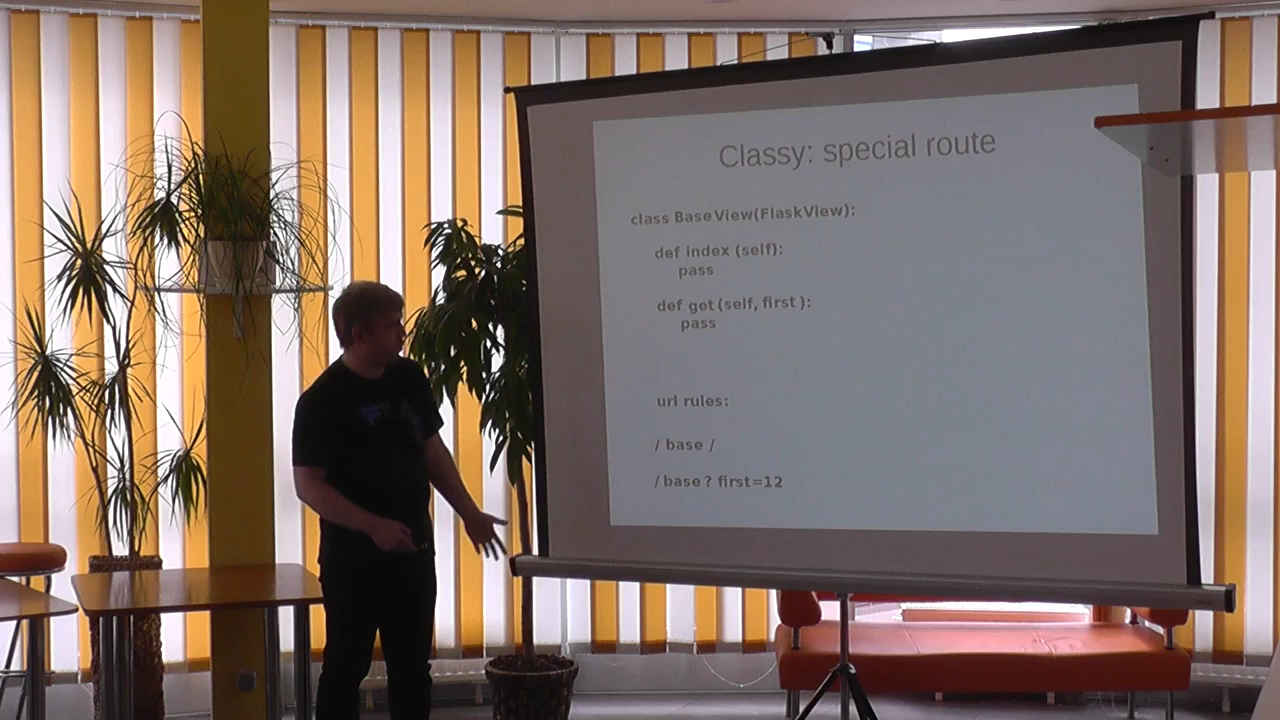 Classy: special route
class BaseView(FlaskView):
def index (self):
pass
def get (self, first ):
pass
url rules:
/ base /
/ base ? first=12